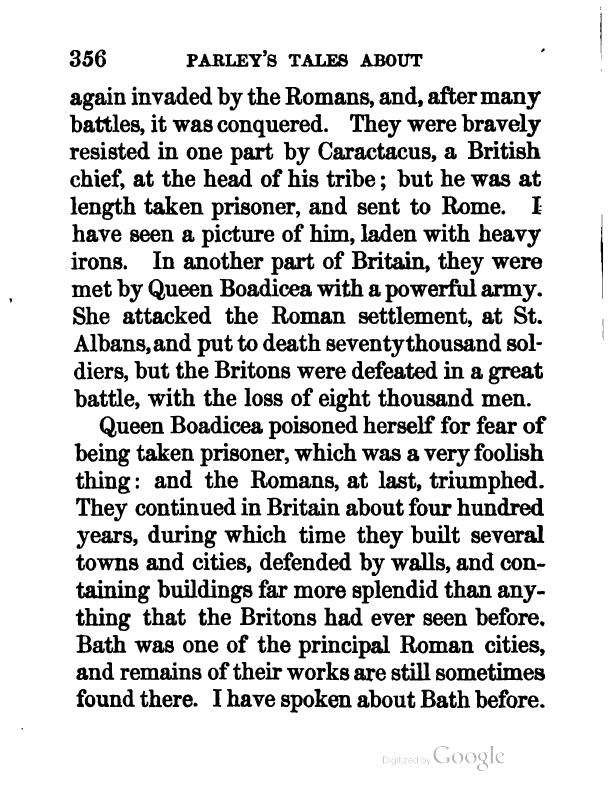 356 PARLEY'S TALES ABOUT
again invaded by the Romans, and, after many
battles, it was conquered. They were bravely
resisted in one part by Caractacus, a British
chief, at the head of his tribe; but he was at
length taken prisoner, and sent to Rome. I
have seen a picture of him, laden with heavy
irons. In another part of Britain, they were
met by Queen Boadicea with a powerful army.
She attacked the Roman settlement, at St.
Albans, and put to death seventy thousand sol-
diers, but the Britons were defeated in a great
battle, with the loss of eight thousand men.
Queen Boadicea poisoned herself for fear of
being taken prisoner, which was a very foolish
thing: and the Romans, at last, triumphed.
They continued in Britain about four hundred
years, during which time they built several
towns and cities, defended by walls, and con-
taining buildings far more splendid than any-
thing that the Britons had ever seen before.
Bath was one of the principal Roman cities,
and remains of their works are still sometimes
found there. I have spoken about Bath before.
Digitized by Google